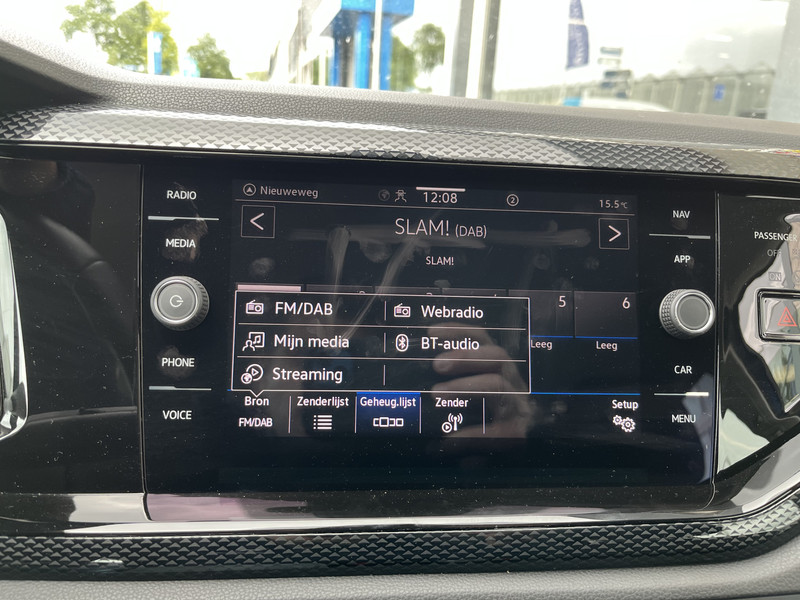 RADIO
MEDIA
PHONE
VOICE
Nieuweweg
12:08
2
15.5°C
SLAM! (DAB)
SLAM!
5
6
Leeg
Leeg
FM/DAB
Webradio
Mijn media
BT-audio
Streaming
Bron
FM/DAB
Zenderlijst
Geheug.lijst
Zender
Setup
NAV
APP
CAR
MENU
PASSENGER